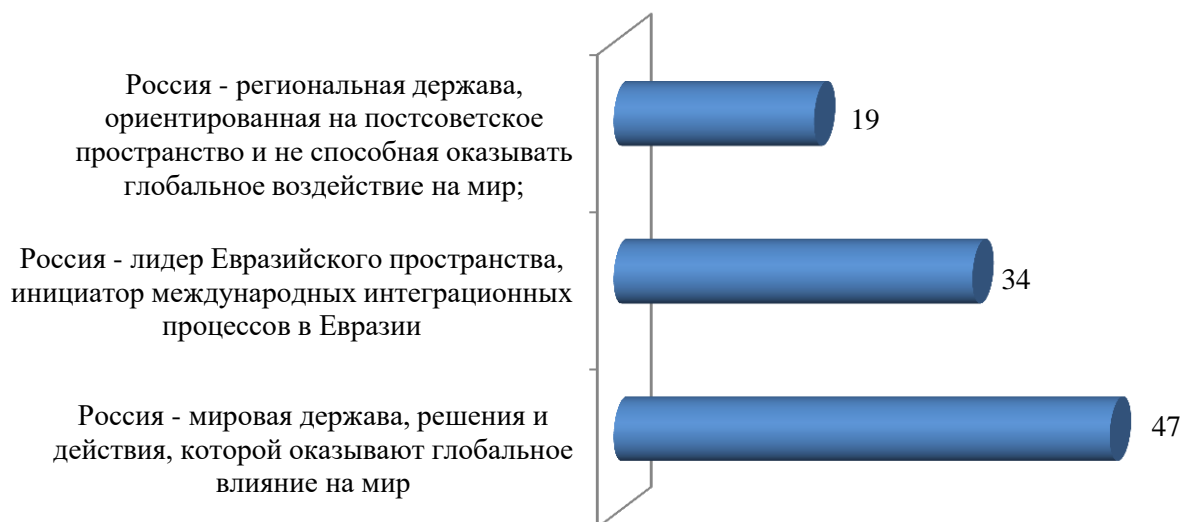 Россия - региональная держава,
ориентированная на постсоветское
пространство и не способная оказывать
глобальное воздействие на мир;
19
Россия - лидер Евразийского пространства,
инициатор международных интеграционных
процессов в Евразии
34
Россия - мировая держава, решения и
действия, которой оказывают глобальное
влияние на мир
47